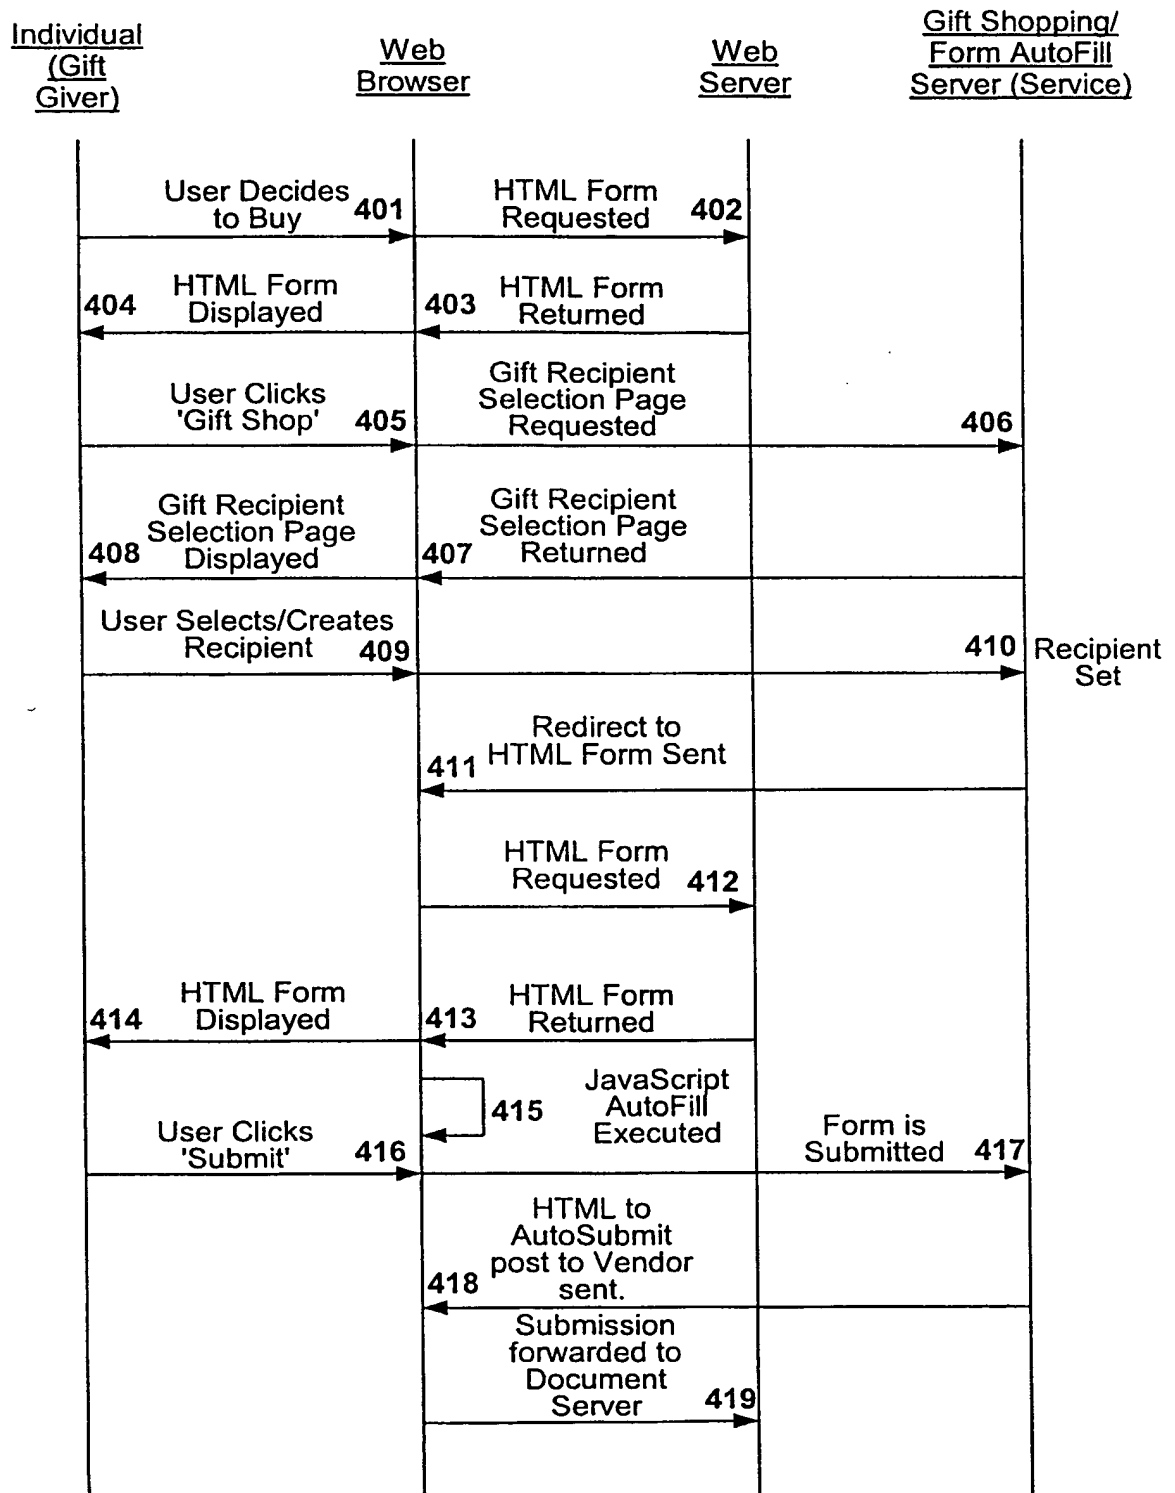 Individual
(Gift
Giver)
Web
Browser
Web
Server
Gift Shopping/
Form AutoFill
Server (Service)
User Decides
to Buy 401
HTML Form
Requested 402
404 HTML Form
Displayed
403 HTML Form
Returned
User Clicks
'Gift Shop' 405
Gift Recipient
Selection Page
Requested 406
Gift Recipient
Selection Page
408 Displayed
Gift Recipient
Selection Page
407 Returned
User Selects/Creates
Recipient 409
410 Recipient
Set
Redirect to
HTML Form Sent
411
HTML Form
Requested 412
HTML Form
414 Displayed
HTML Form
413 Returned
JavaScript
415 AutoFill
Executed
User Clicks
'Submit' 416
Form is
Submitted 417
HTML to
AutoSubmit
post to Vendor
418 sent.
Submission
forwarded to
Document
Server 419